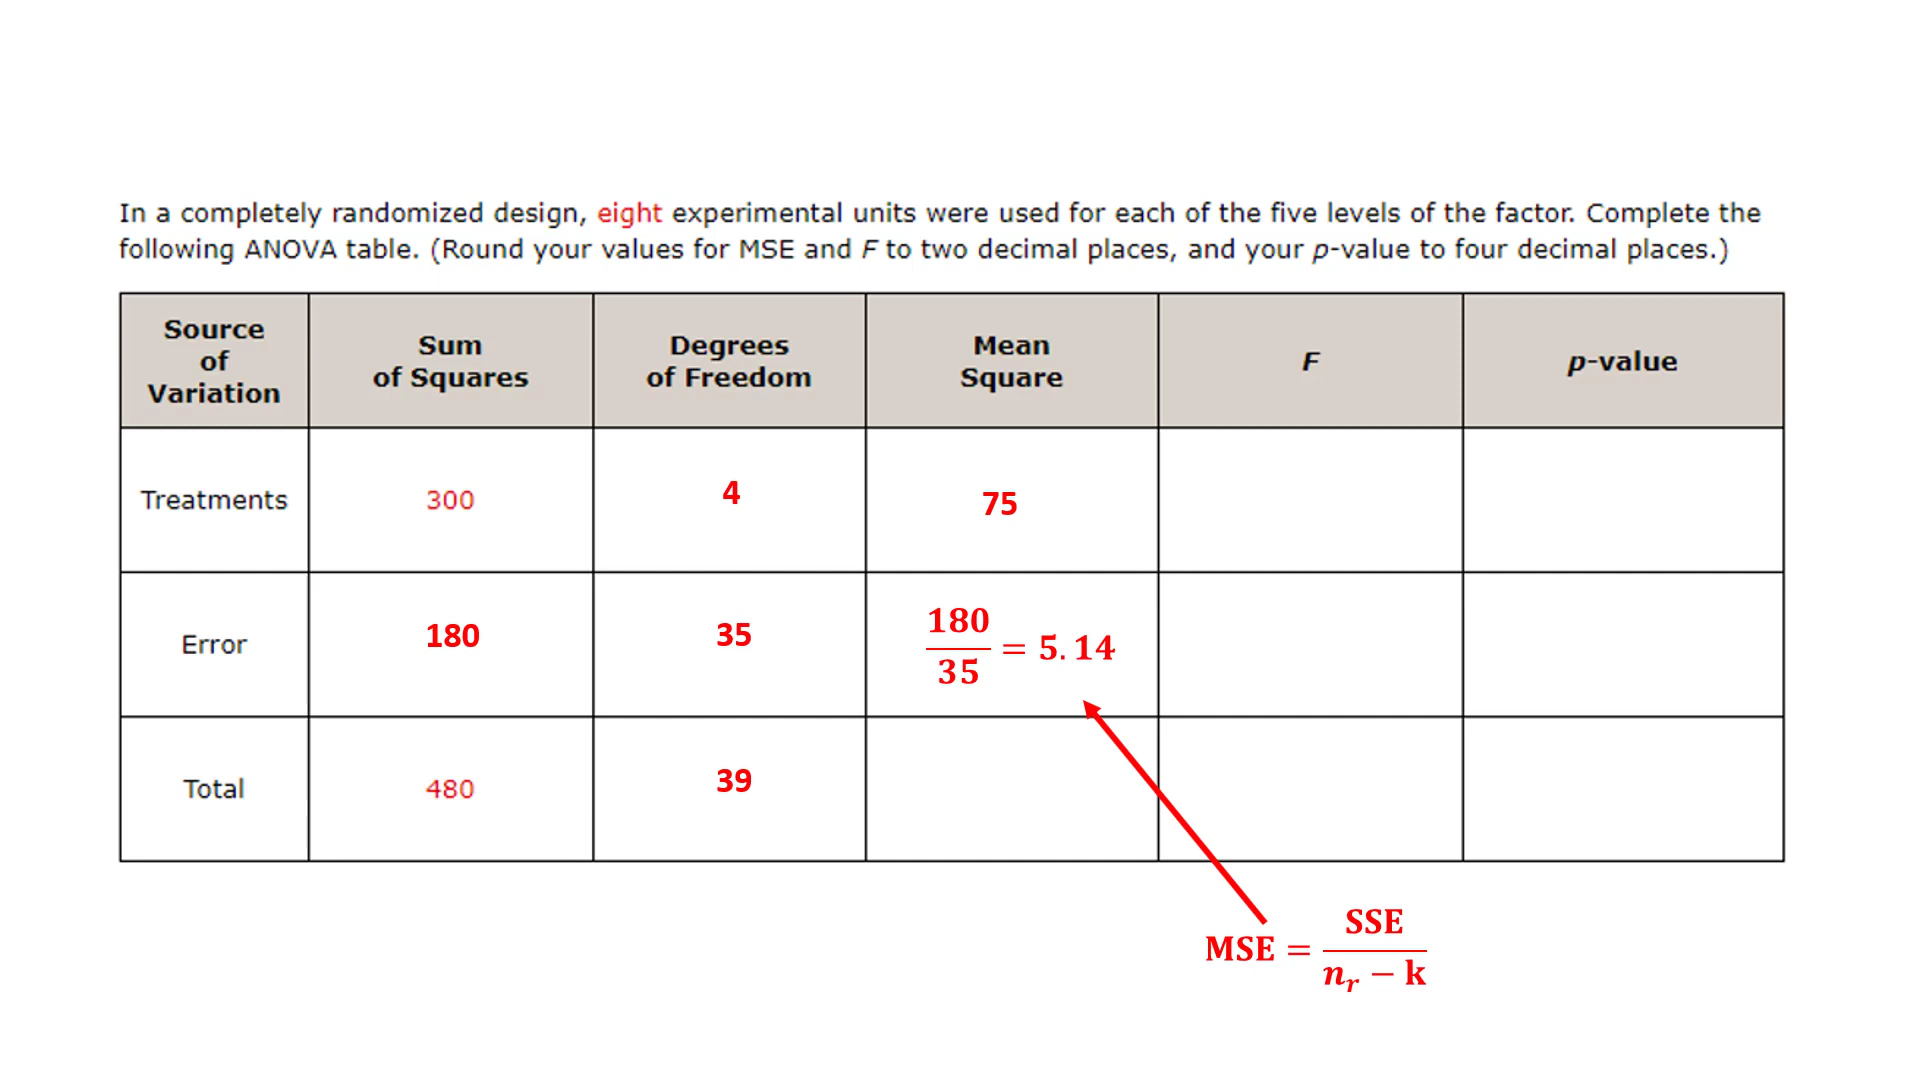 In a completely randomized design, eight experimental units were used for each of the five levels of the factor. Complete the
following ANOVA table. (Round your values for MSE and F to two decimal places, and your p-value to four decimal places.)
Source of Variation Sum of Squares Degrees of Freedom Mean Square F p-value
Treatments 300 4 75
Error 180 35 180/35 = 5.14
Total 480 39
MSE = SSE/(nᵣ − k)